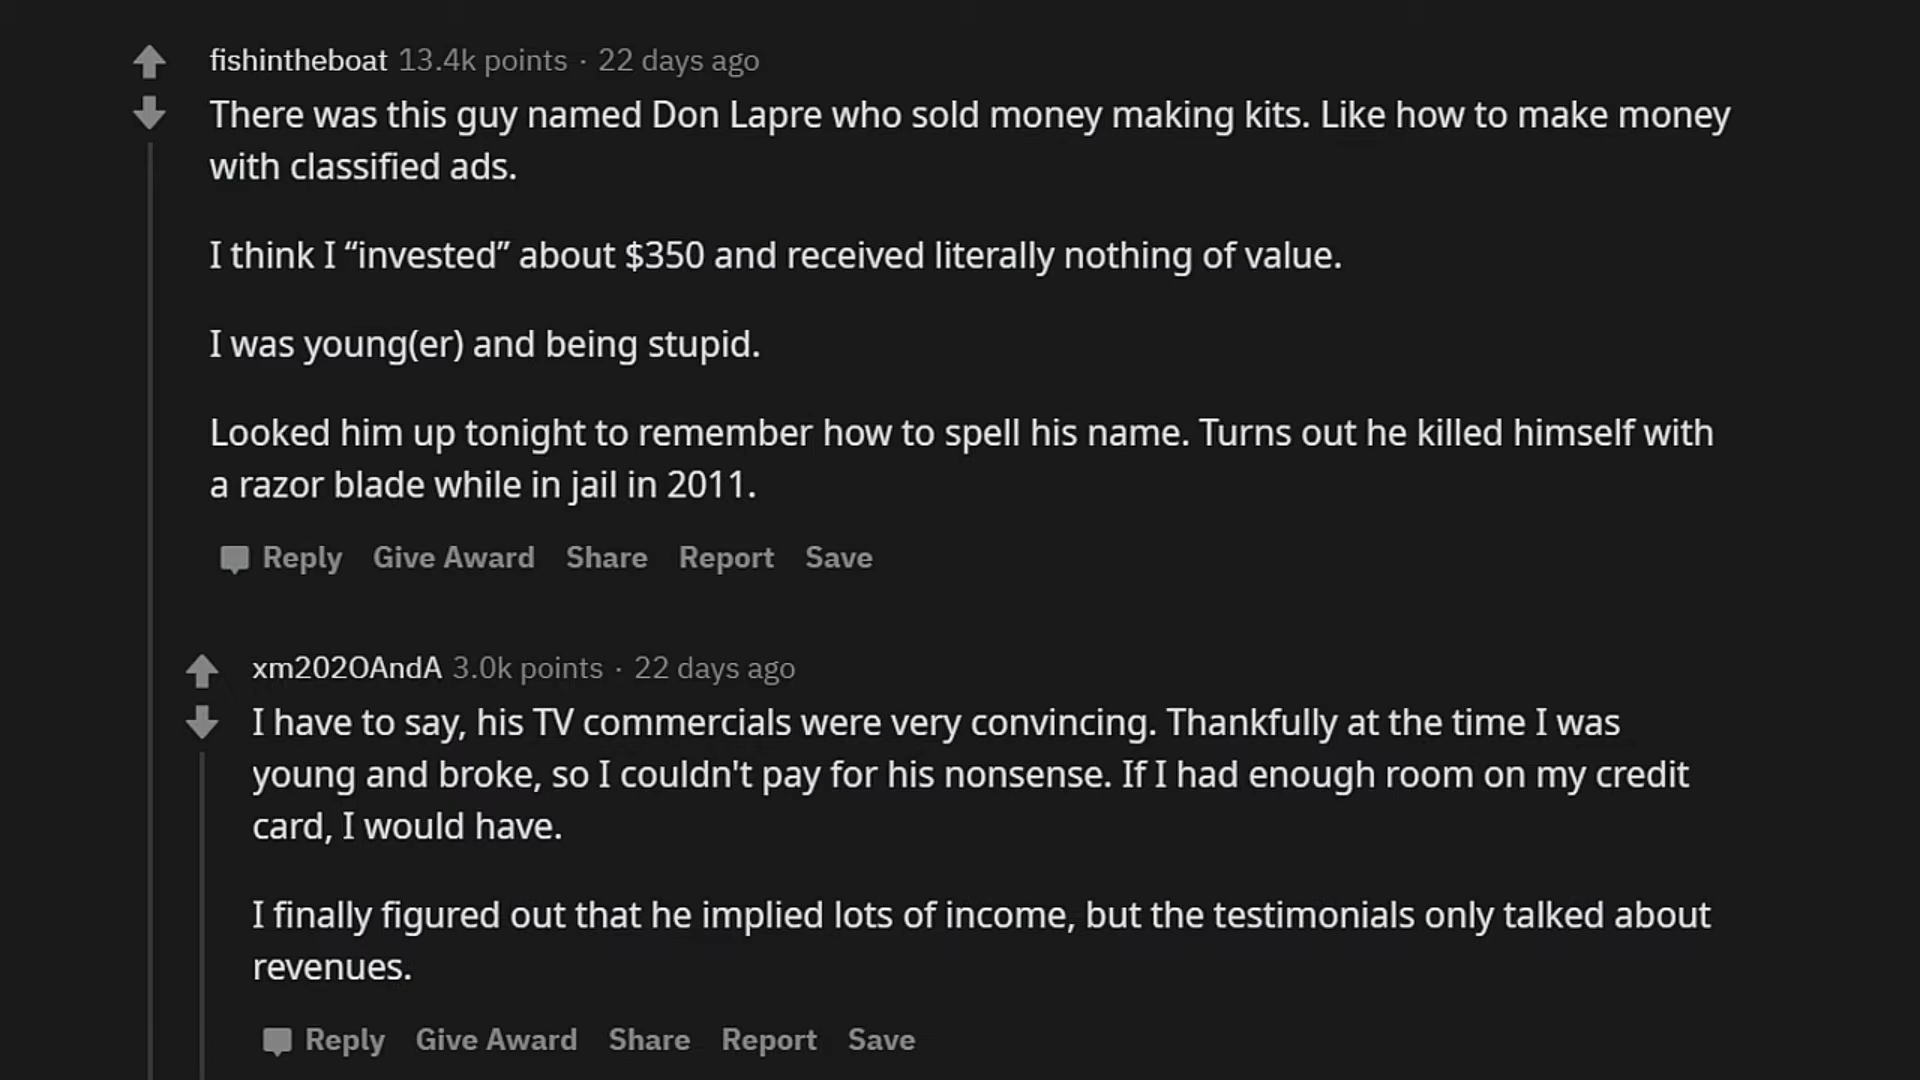 fishintheboat 13.4k points · 22 days ago
There was this guy named Don Lapre who sold money making kits. Like how to make money
with classified ads.
I think I “invested” about $350 and received literally nothing of value.
I was young(er) and being stupid.
Looked him up tonight to remember how to spell his name. Turns out he killed himself with
a razor blade while in jail in 2011.
Reply Give Award Share Report Save
xm202OAndA 3.0k points · 22 days ago
I have to say, his TV commercials were very convincing. Thankfully at the time I was
young and broke, so I couldn't pay for his nonsense. If I had enough room on my credit
card, I would have.
I finally figured out that he implied lots of income, but the testimonials only talked about
revenues.
Reply Give Award Share Report Save